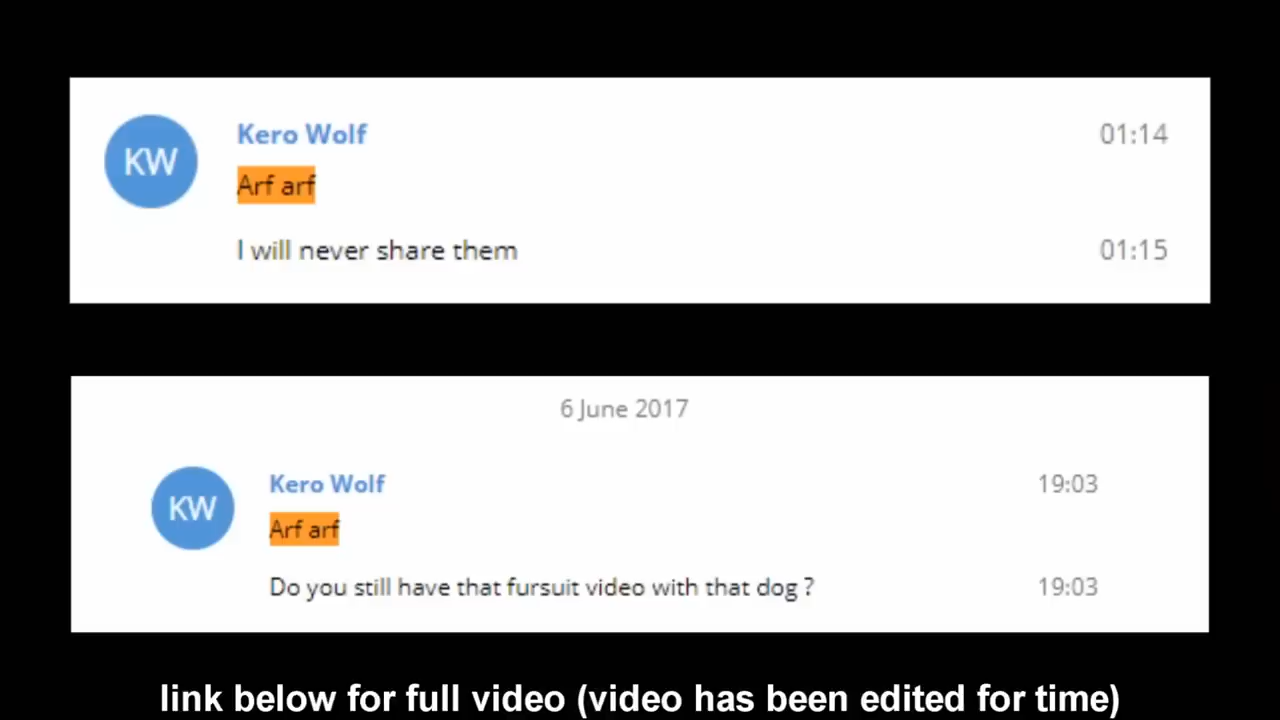 KW
Kero Wolf 01:14
Arf arf
I will never share them 01:15
6 June 2017
KW
Kero Wolf 19:03
Arf arf
Do you still have that fursuit video with that dog ? 19:03
link below for full video (video has been edited for time)